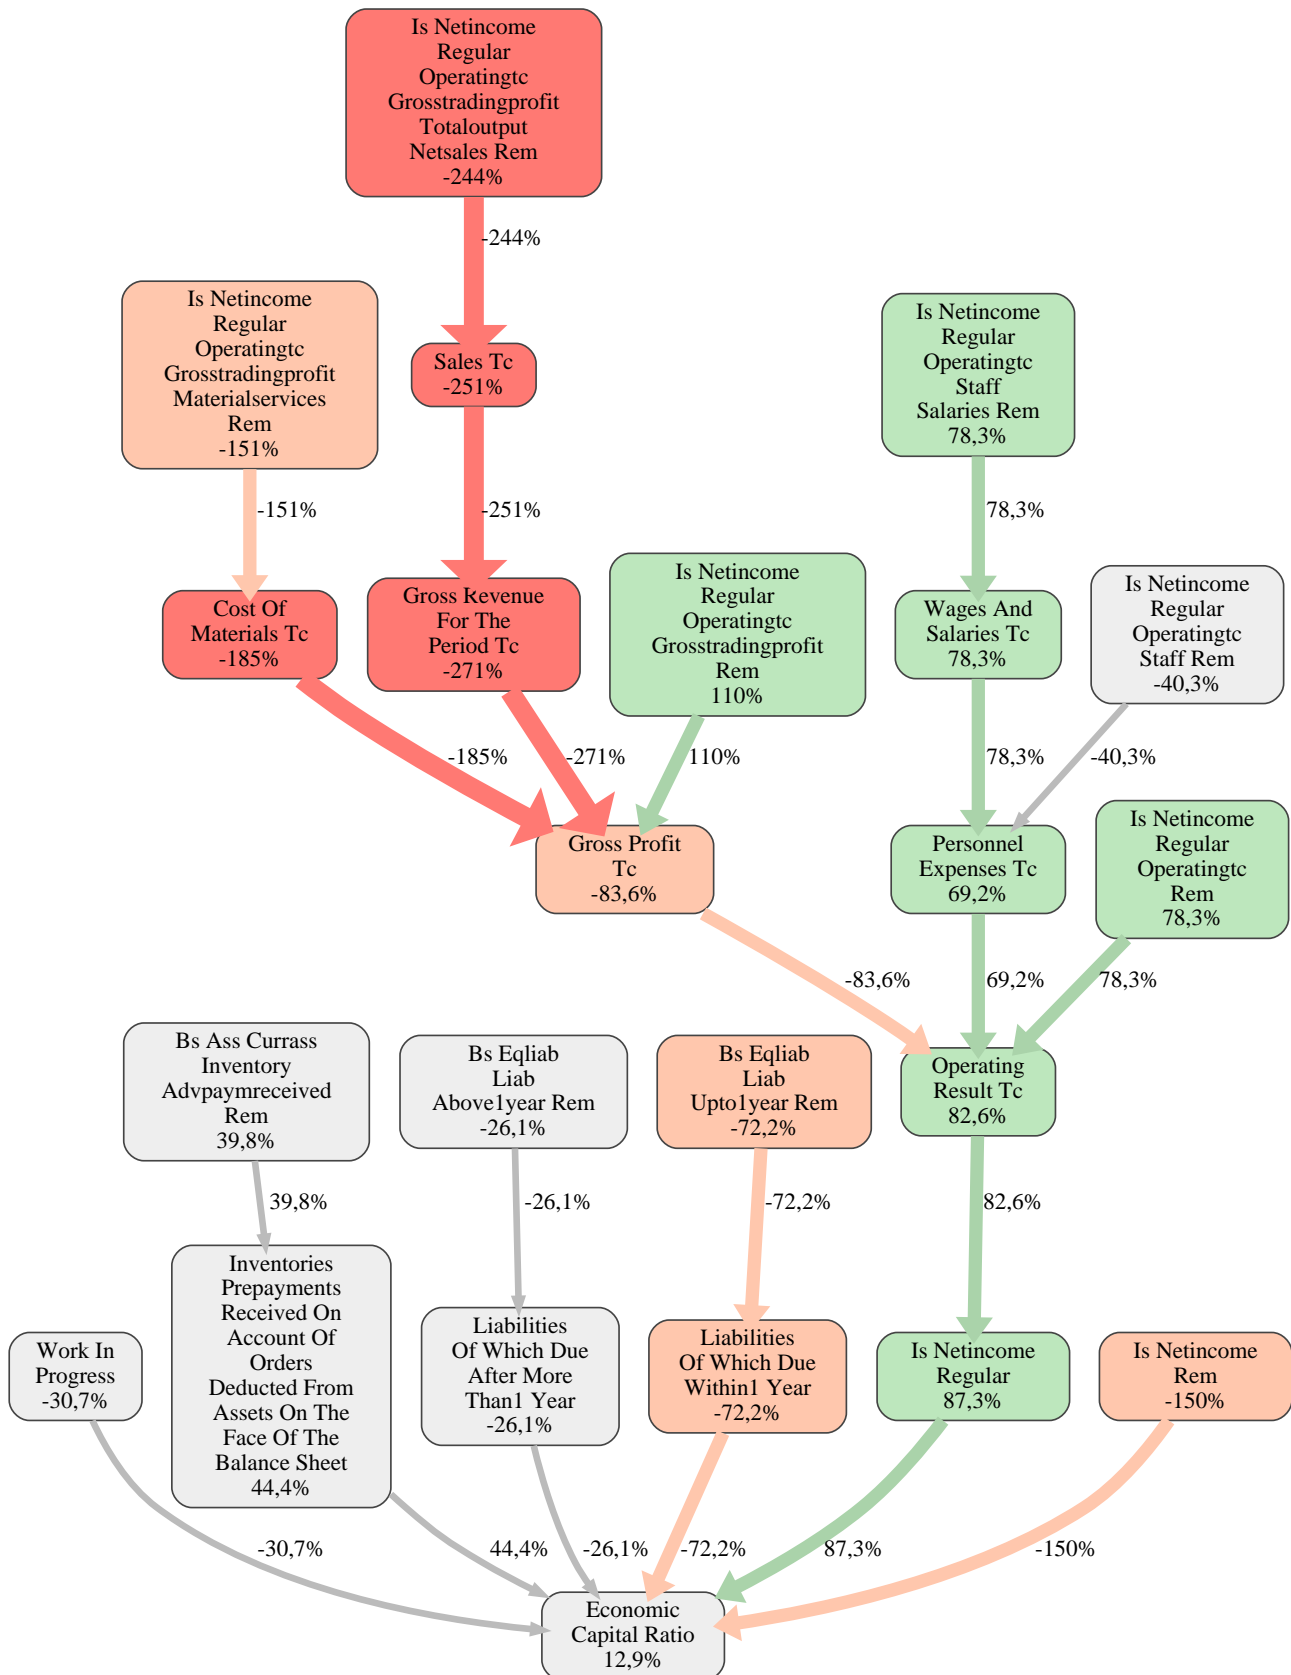 Is Netincome
Regular
Operatingtc
Grosstradingprofit
Totaloutput
Netsales Rem
-244%
-244%
Is Netincome
Regular
Operatingtc
Grosstradingprofit
Materialservices
Rem
-151%
Sales Tc
-251%
Is Netincome
Regular
Operatingtc
Staff
Salaries Rem
78,3%
-151%
-251%
78,3%
Cost Of
Materials Tc
-185%
Gross Revenue
For The
Period Tc
-271%
Is Netincome
Regular
Operatingtc
Grosstradingprofit
Rem
110%
Wages And
Salaries Tc
78,3%
Is Netincome
Regular
Operatingtc
Staff Rem
-40,3%
-185%
-271%
110%
78,3%
-40,3%
Gross Profit
Tc
-83,6%
Personnel
Expenses Tc
69,2%
Is Netincome
Regular
Operatingtc
Rem
78,3%
-83,6%
69,2%
78,3%
Bs Ass Currass
Inventory
Advpaymreceived
Rem
39,8%
Bs Eqliab
Liab
Above1year Rem
-26,1%
Bs Eqliab
Liab
Upto1year Rem
-72,2%
Operating
Result Tc
82,6%
39,8%
-26,1%
-72,2%
82,6%
Work In
Progress
-30,7%
Inventories
Prepayments
Received On
Account Of
Orders
Deducted From
Assets On The
Face Of The
Balance Sheet
44,4%
Liabilities
Of Which Due
After More
Than1 Year
-26,1%
Liabilities
Of Which Due
Within1 Year
-72,2%
Is Netincome
Regular
87,3%
Is Netincome
Rem
-150%
-30,7%
44,4%
-26,1%
-72,2%
87,3%
-150%
Economic
Capital Ratio
12,9%